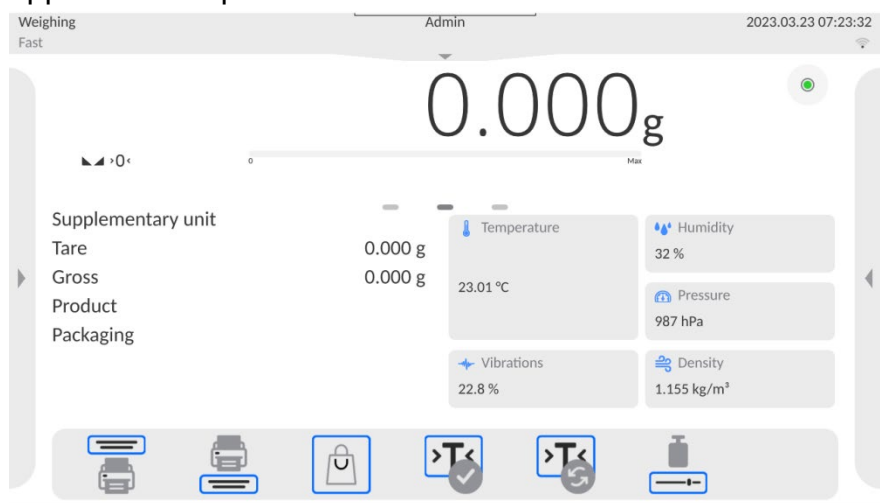 Weighing
Admin
2023.03.23 07:23:32
Fast
0.000g
›0‹
0
Max
Supplementary unit
Tare 0.000 g
Gross 0.000 g
Product
Packaging
Temperature
23.01 °C
Humidity
32 %
Pressure
987 hPa
Vibrations
22.8 %
Density
1.155 kg/m³
›T‹
›T‹